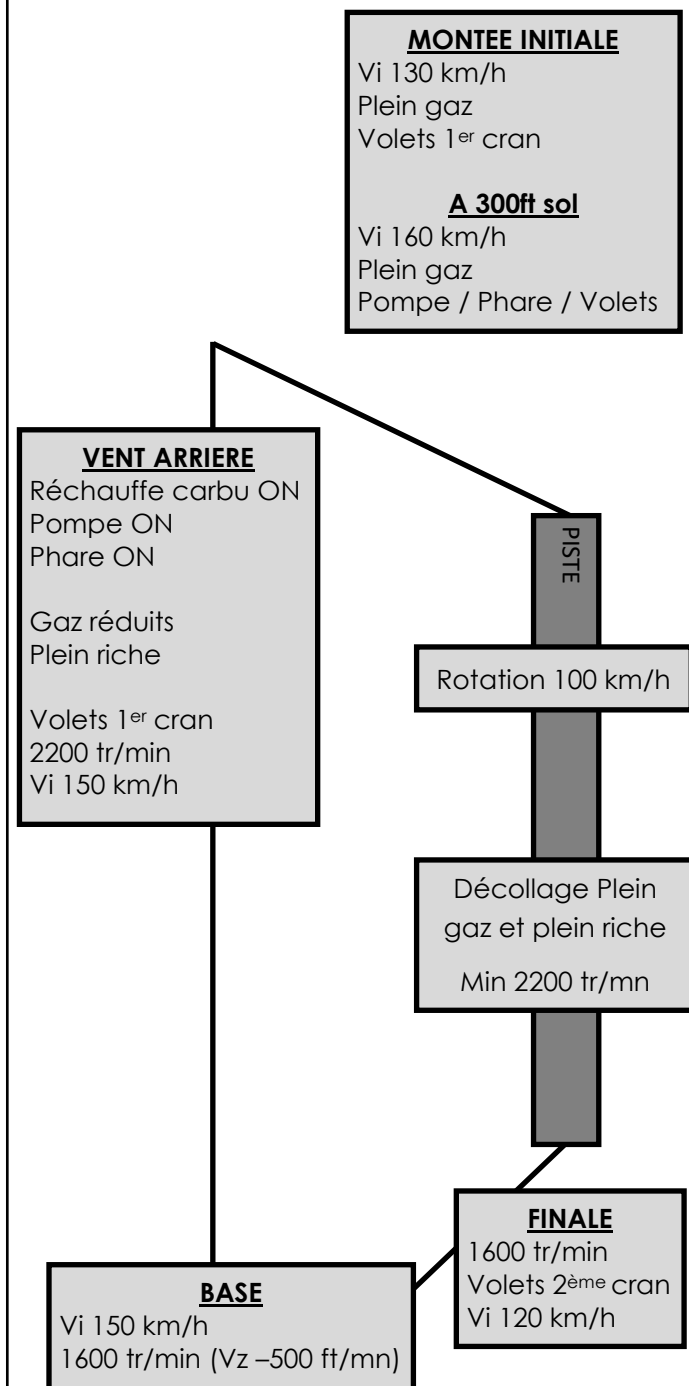 MONTEE INITIALE
Vi 130 km/h
Plein gaz
Volets 1er cran
A 300ft sol
Vi 160 km/h
Plein gaz
Pompe / Phare / Volets
VENT ARRIERE
Réchauffe carbu ON
Pompe ON
Phare ON
Gaz réduits
Plein riche
Volets 1er cran
2200 tr/min
Vi 150 km/h
PISTE
Rotation 100 km/h
Décollage Plein
gaz et plein riche
Min 2200 tr/mn
FINALE
1600 tr/min
Volets 2ème cran
Vi 120 km/h
BASE
Vi 150 km/h
1600 tr/min (Vz –500 ft/mn)